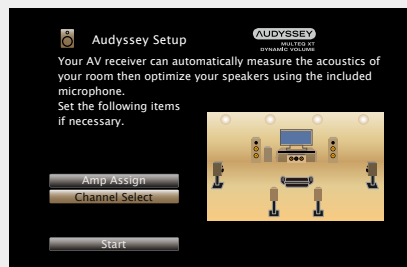 Audyssey Setup
AUDYSSEY
MULTEQ XT
DYNAMIC VOLUME
Your AV receiver can automatically measure the acoustics of
your room then optimize your speakers using the included
microphone.
Set the following items
if necessary.
Amp Assign
Channel Select
Start